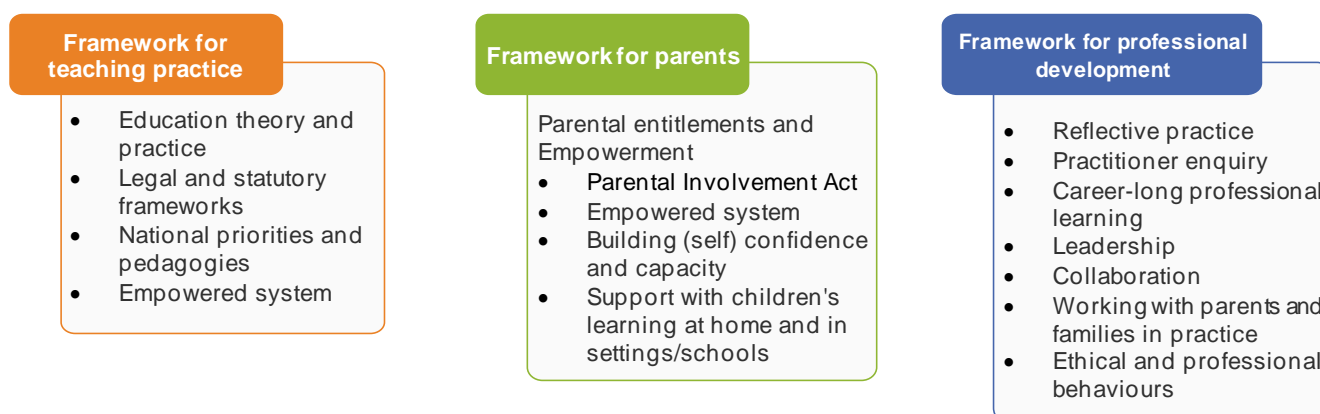 Framework for
teaching practice
• Education theory and
practice
• Legal and statutory
frameworks
• National priorities and
pedagogies
• Empowered system
Framework for parents
Parental entitlements and
Empowerment
• Parental Involvement Act
• Empowered system
• Building (self) confidence
and capacity
• Support with children's
learning at home and in
settings/schools
Framework for professional
development
• Reflective practice
• Practitioner enquiry
• Career-long professional
learning
• Leadership
• Collaboration
• Working with parents and
families in practice
• Ethical and professional
behaviours